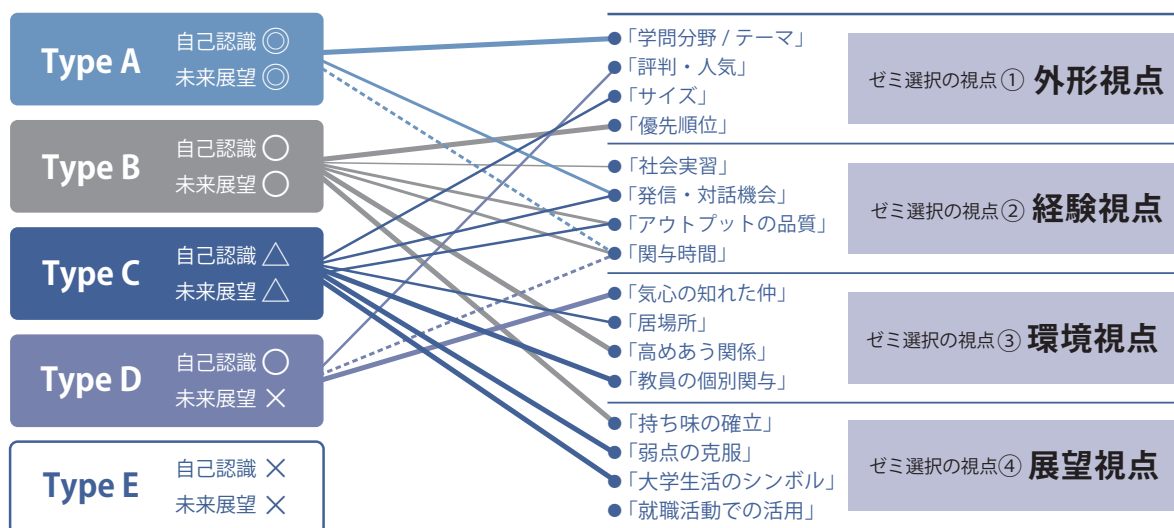 Type A
自己認識 ◎
未来展望 ◎
Type B
自己認識 ○
未来展望 ○
Type C
自己認識 △
未来展望 △
Type D
自己認識 ○
未来展望 ×
Type E
自己認識 ×
未来展望 ×
「学問分野 / テーマ」
「評判・人気」
「サイズ」
「優先順位」
ゼミ選択の視点① 外形視点
「社会実習」
「発信・対話機会」
「アウトプットの品質」
「関与時間」
ゼミ選択の視点② 経験視点
「気心の知れた仲」
「居場所」
「高めあう関係」
「教員の個別関与」
ゼミ選択の視点③ 環境視点
「持ち味の確立」
「弱点の克服」
「大学生活のシンボル」
「就職活動での活用」
ゼミ選択の視点④ 展望視点